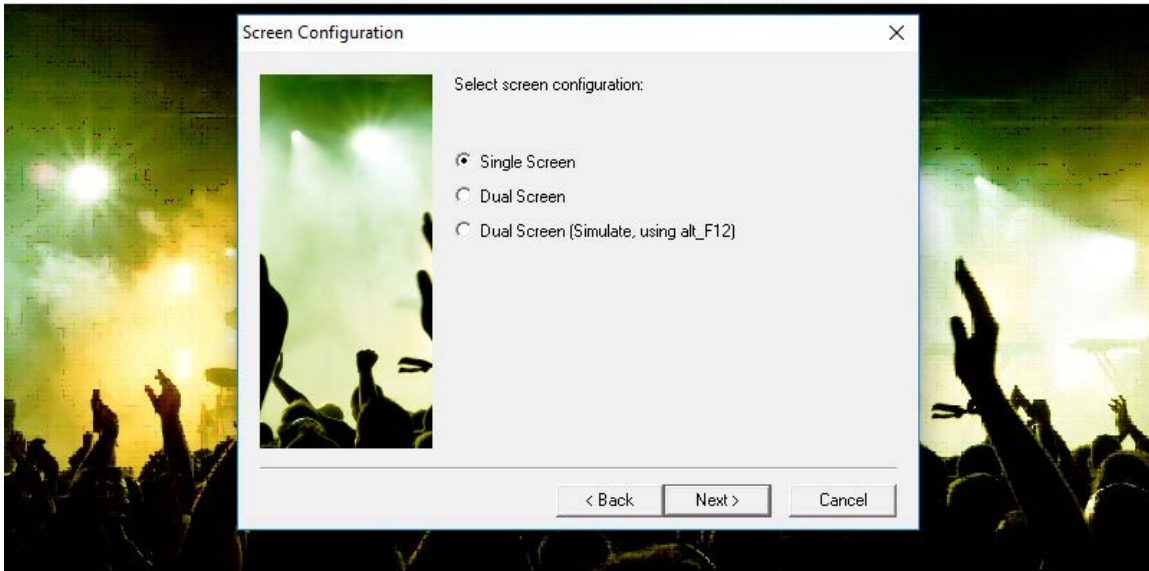 Screen Configuration
Select screen configuration:
Single Screen
Dual Screen
Dual Screen (Simulate, using alt_F12)
< Back Next > Cancel